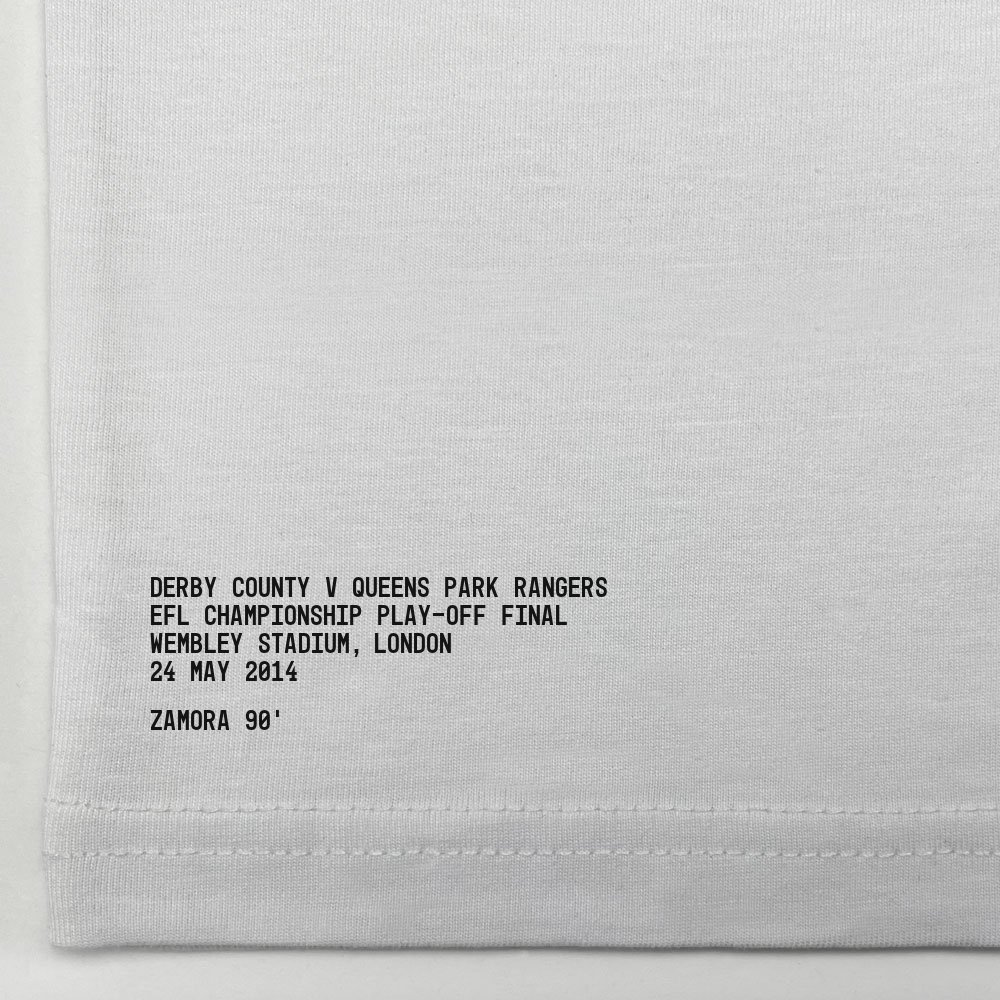 DERBY COUNTY V QUEENS PARK RANGERS
EFL CHAMPIONSHIP PLAY-OFF FINAL
WEMBLEY STADIUM, LONDON
24 MAY 2014
ZAMORA 90'